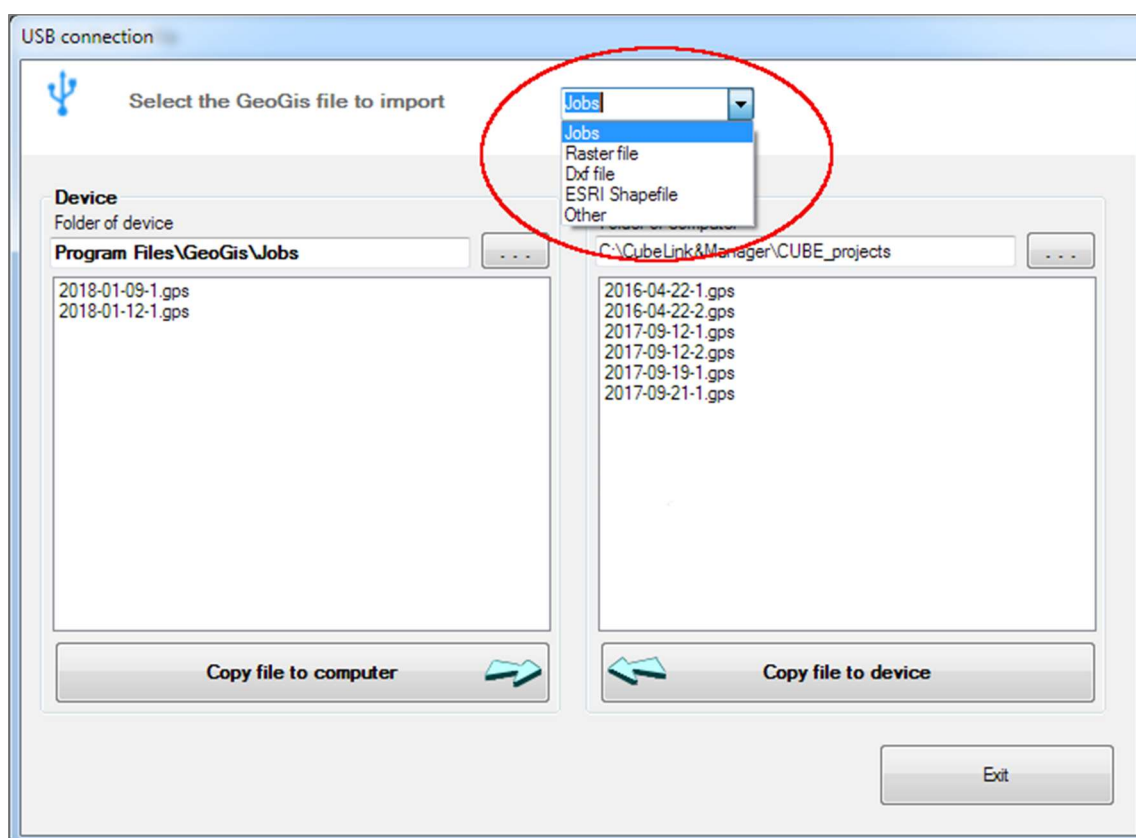 USB connection
Select the GeoGis file to import
Jobs
Jobs
Raster file
Dxf file
ESRI Shapefile
Other
Device
Folder of device
Program Files\GeoGis\Jobs
. . .
2018-01-09-1.gps
2018-01-12-1.gps
Copy file to computer
Folder of computer
C:\CubeLink&Manager\CUBE_projects
. . .
2016-04-22-1.gps
2016-04-22-2.gps
2017-09-12-1.gps
2017-09-12-2.gps
2017-09-19-1.gps
2017-09-21-1.gps
Copy file to device
Exit